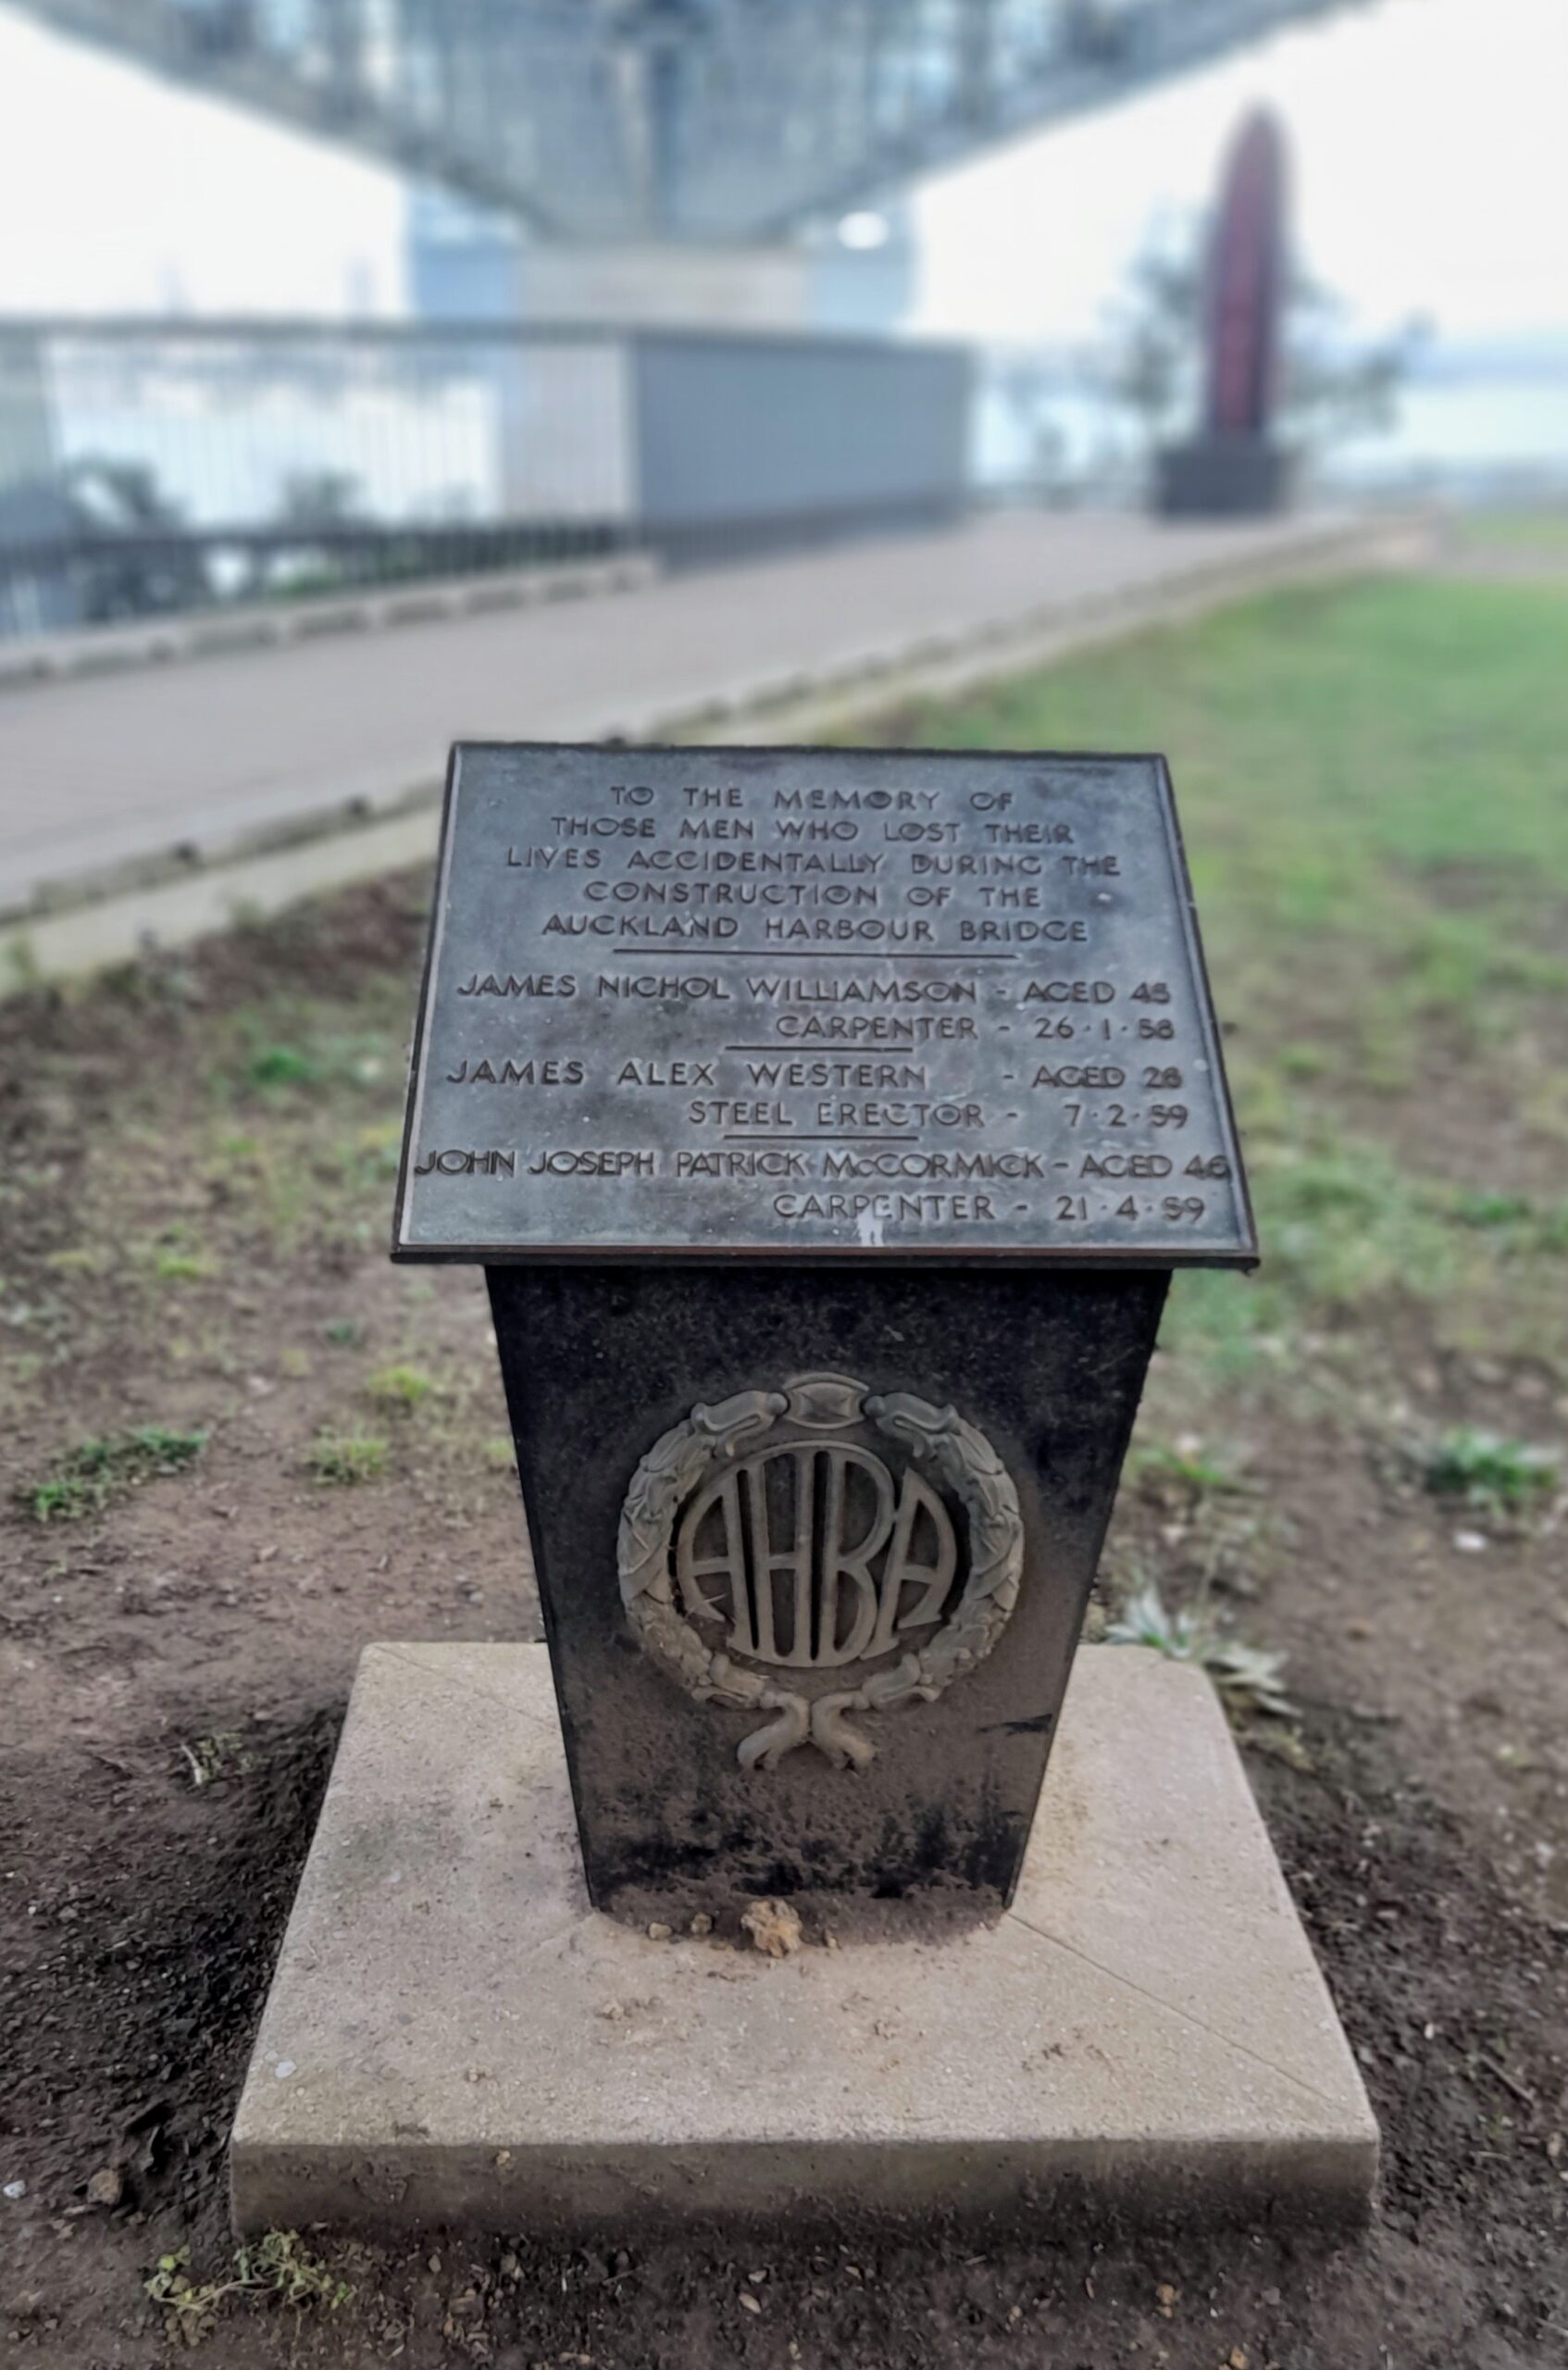 TO THE MEMORY OF
THOSE MEN WHO LOST THEIR
LIVES ACCIDENTALLY DURING THE
CONSTRUCTION OF THE
AUCKLAND HARBOUR BRIDGE
JAMES NICHOL WILLIAMSON - AGED 45
CARPENTER - 26·1·58
JAMES ALEX WESTERN - AGED 28
STEEL ERECTOR - 7·2·59
JOHN JOSEPH PATRICK McCORMICK - AGED 46
CARPENTER - 21·4·59
AHBA